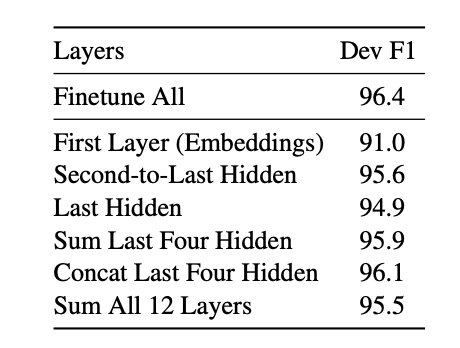 Layers Dev F1
Finetune All 96.4
First Layer (Embeddings) 91.0
Second-to-Last Hidden 95.6
Last Hidden 94.9
Sum Last Four Hidden 95.9
Concat Last Four Hidden 96.1
Sum All 12 Layers 95.5